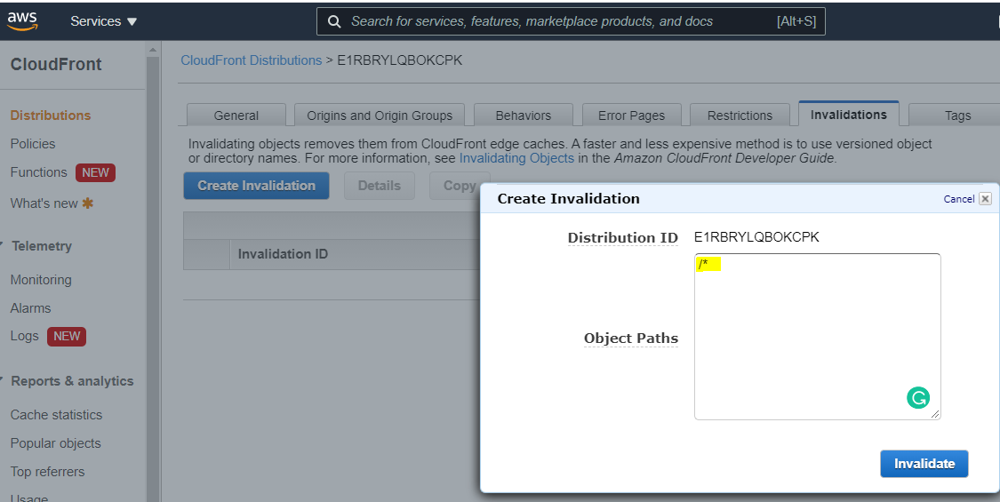 aws
Services
Search for services, features, marketplace products, and docs [Alt+S]
CloudFront
Distributions
Policies
Functions NEW
What's new
Telemetry
Monitoring
Alarms
Logs NEW
Reports & analytics
Cache statistics
Popular objects
Top referrers
Usage
CloudFront Distributions > E1RBRYLQBOKCPK
General Origins and Origin Groups Behaviors Error Pages Restrictions Invalidations Tags
Invalidating objects removes them from CloudFront edge caches. A faster and less expensive method is to use versioned object
or directory names. For more information, see Invalidating Objects in the Amazon CloudFront Developer Guide.
Create Invalidation Details Copy
Invalidation ID
Create Invalidation Cancel
Distribution ID E1RBRYLQBOKCPK
/*
Object Paths
Invalidate